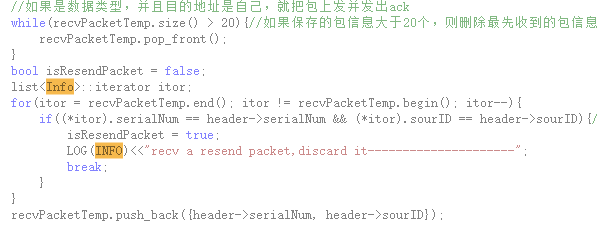 //如果是数据类型，并且目的地址是自己，就把包上发并发出ack
while(recvPacketTemp.size() > 20){//如果保存的包信息大于20个，则删除最先收到的包信息
recvPacketTemp.pop_front();
}
bool isResendPacket = false;
list<Info>::iterator itor;
for(itor = recvPacketTemp.end(); itor != recvPacketTemp.begin(); itor--){
if((*itor).serialNum == header->serialNum && (*itor).sourID == header->sourID){/
isResendPacket = true;
LOG(INFO)<<"recv a resend packet,discard it---------------------";
break;
}
}
recvPacketTemp.push_back({header->serialNum, header->sourID});